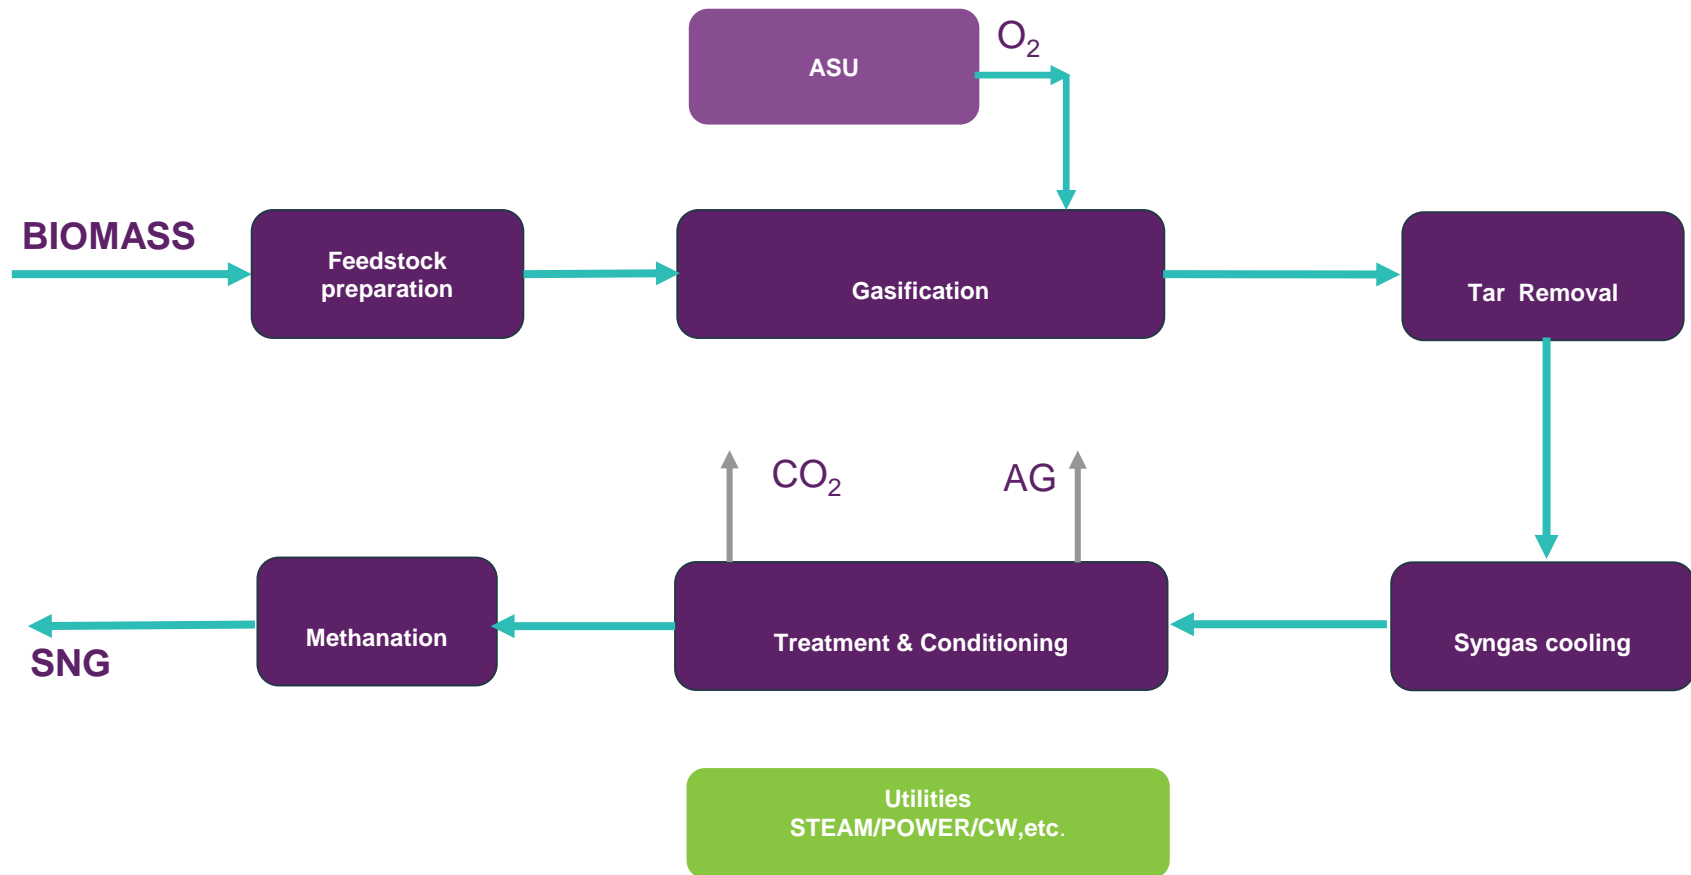 ASU
O₂
BIOMASS
Feedstock
preparation
Gasification
Tar Removal
CO₂
AG
SNG
Methanation
Treatment & Conditioning
Syngas cooling
Utilities
STEAM/POWER/CW,etc.